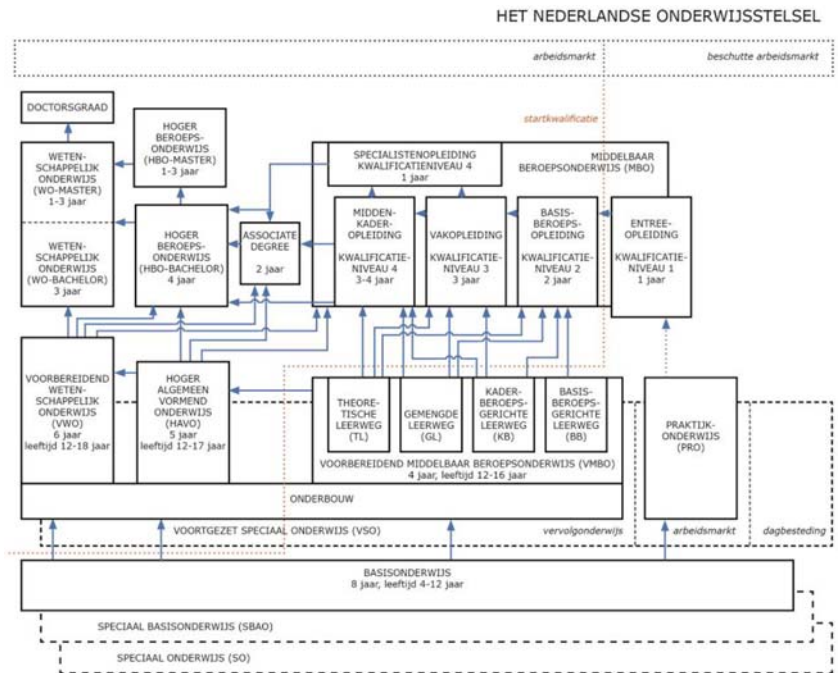 HET NEDERLANDSE ONDERWIJSSTELSEL
arbeidsmarkt
beschutte arbeidsmarkt
startkwalificatie
DOCTORSGRAAD
HOGER
BEROEPS-
ONDERWIJS
(HBO-MASTER)
1-3 jaar
WETEN-
SCHAPPELIJK
ONDERWIJS
(WO-MASTER)
1-3 jaar
SPECIALISTENOPLEIDING
KWALIFICATIENIVEAU 4
1 jaar
MIDDELBAAR
BEROEPSONDERWIJS (MBO)
WETEN-
SCHAPPELIJK
ONDERWIJS
(WO-BACHELOR)
3 jaar
HOGER
BEROEPS-
ONDERWIJS
(HBO-BACHELOR)
4 jaar
ASSOCIATE
DEGREE
2 jaar
MIDDEN-
KADER-
OPLEIDING
KWALIFICATIE-
NIVEAU 4
3-4 jaar
VAKOPLEIDING
KWALIFICATIE-
NIVEAU 3
3 jaar
BASIS-
BEROEPS-
OPLEIDING
KWALIFICATIE-
NIVEAU 2
2 jaar
ENTREE-
OPLEIDING
KWALIFICATIE-
NIVEAU 1
1 jaar
VOORBEREIDEND
WETEN-
SCHAPPELIJK
ONDERWIJS
(VWO)
6 jaar
leeftijd 12-18 jaar
HOGER
ALGEMEEN
VORMEND
ONDERWIJS
(HAVO)
5 jaar
leeftijd 12-17 jaar
THEORE-
TISCHE
LEERWEG
(TL)
GEMENGDE
LEERWEG
(GL)
KADER-
BEROEPS-
GERICHTE
LEERWEG
(KB)
BASIS-
BEROEPS-
GERICHTE
LEERWEG
(BB)
VOORBEREIDEND MIDDELBAAR BEROEPSONDERWIJS (VMBO)
4 jaar, leeftijd 12-16 jaar
PRAKTIJK-
ONDERWIJS
(PRO)
ONDERBOUW
VOORTGEZET SPECIAAL ONDERWIJS (VSO)
vervolgonderwijs
arbeidsmarkt
dagbesteding
BASISONDERWIJS
8 jaar, leeftijd 4-12 jaar
SPECIAAL BASISONDERWIJS (SBAO)
SPECIAAL ONDERWIJS (SO)